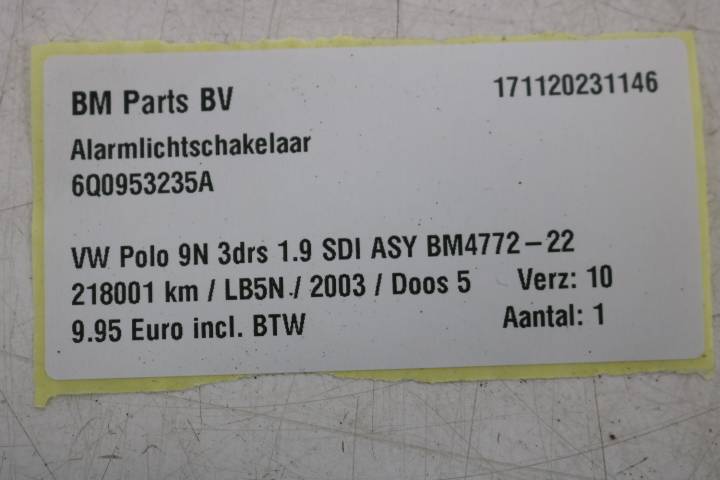 BM Parts BV 171120231146
Alarmlichtschakelaar
6Q0953235A
VW Polo 9N 3drs 1.9 SDI ASY BM4772-22
218001 km / LB5N / 2003 / Doos 5 Verz: 10
9.95 Euro incl. BTW Aantal: 1